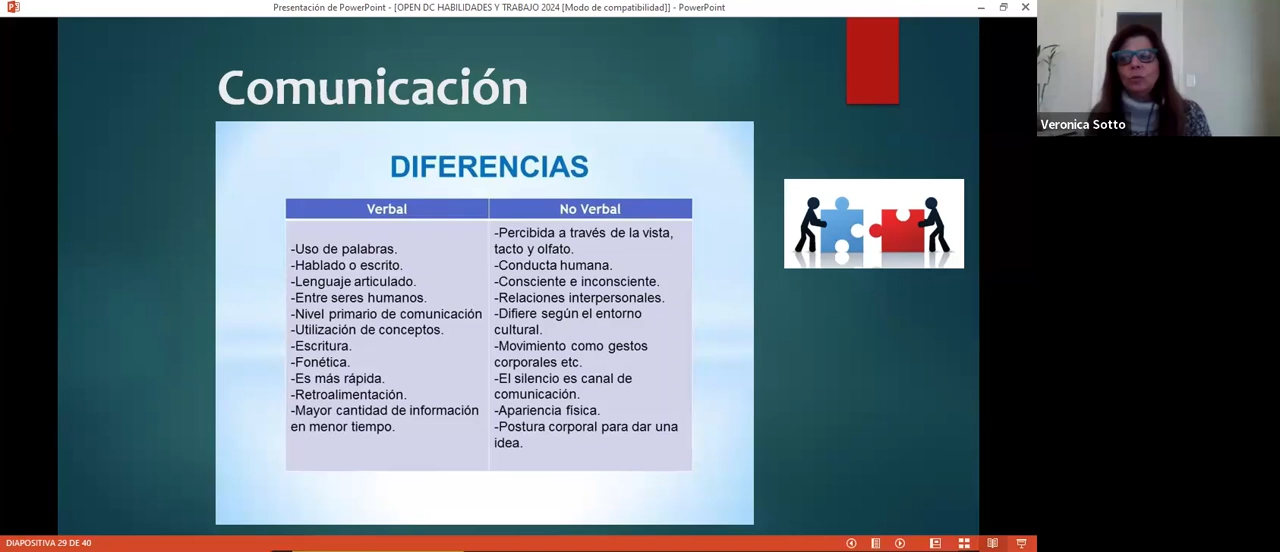 Presentación de PowerPoint - [OPEN DC HABILIDADES Y TRABAJO 2024 [Modo de compatibilidad]] - PowerPoint
Comunicación
DIFERENCIAS
Verbal
-Uso de palabras.
-Hablado o escrito.
-Lenguaje articulado.
-Entre seres humanos.
-Nivel primario de comunicación
-Utilización de conceptos.
-Escritura.
-Fonética.
-Es más rápida.
-Retroalimentación.
-Mayor cantidad de información
en menor tiempo.
No Verbal
-Percibida a través de la vista,
tacto y olfato.
-Conducta humana.
-Consciente e inconsciente.
-Relaciones interpersonales.
-Difiere según el entorno
cultural.
-Movimiento como gestos
corporales etc.
-El silencio es canal de
comunicación.
-Apariencia física.
-Postura corporal para dar una
idea.
Veronica Sotto
DIAPOSITIVA 29 DE 40